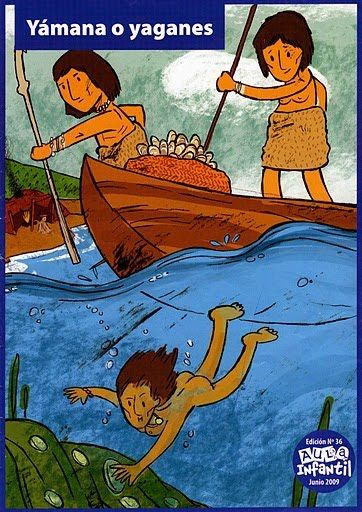 Yámana o yaganes
Edición Nº 36
AULA
Infantil
Junio 2009